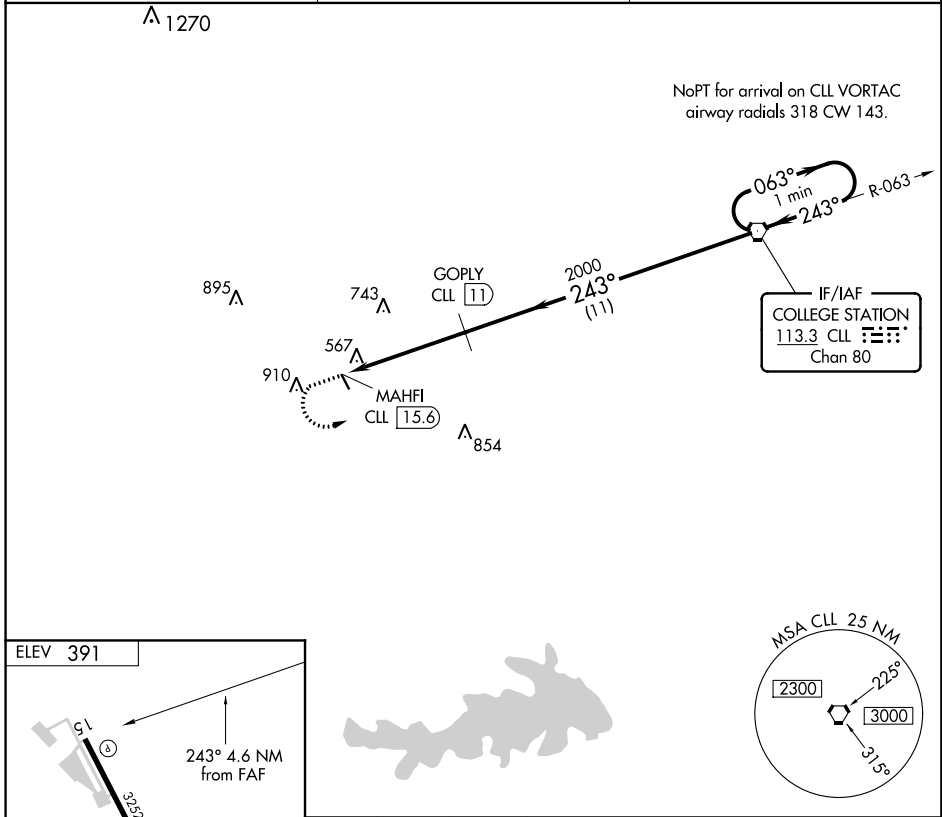 1270
NoPT for arrival on CLL VORTAC
airway radials 318 CW 143.
063°
1 min
243°
R-063
2000
243°
(11)
GOPLY
CLL 11
895
743
567
910
MAHFI
CLL 15.6
854
IF/IAF
COLLEGE STATION
113.3 CLL
Chan 80
ELEV 391
15
P
3252
243° 4.6 NM
from FAF
MSA CLL 25 NM
2300
225°
3000
315°